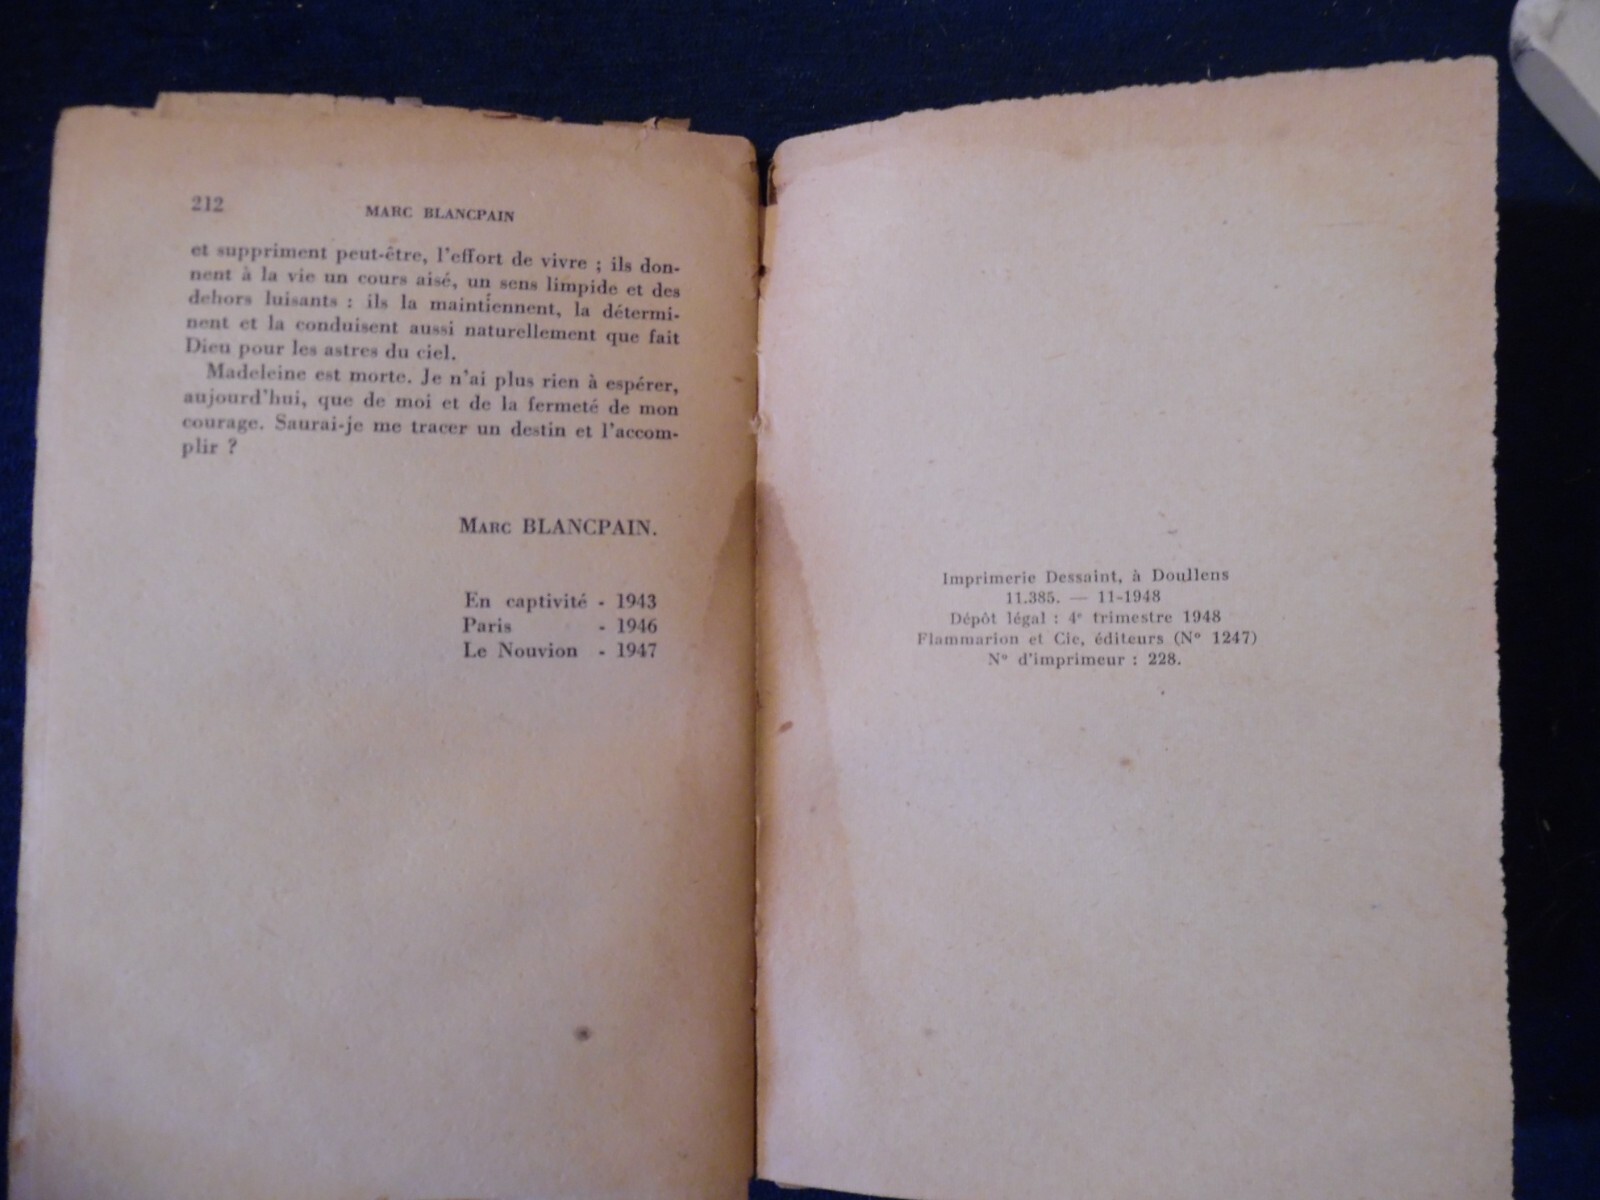 212
MARC BLANCPAIN
et suppriment peut-être, l'effort de vivre ; ils don-
nent à la vie un cours aisé, un sens limpide et des
dehors luisants : ils la maintiennent, la détermi-
nent et la conduisent aussi naturellement que fait
Dieu pour les astres du ciel.
Madeleine est morte. Je n'ai plus rien à espérer,
aujourd'hui, que de moi et de la fermeté de mon
courage. Saurai-je me tracer un destin et l'accom-
plir ?
MARC BLANCPAIN.
En captivité - 1943
Paris - 1946
Le Nouvion - 1947
Imprimerie Dessaint, à Doullens
11.385. — 11-1948
Dépôt légal : 4e trimestre 1948
Flammarion et Cie, éditeurs (N° 1247)
N° d'imprimeur : 228.